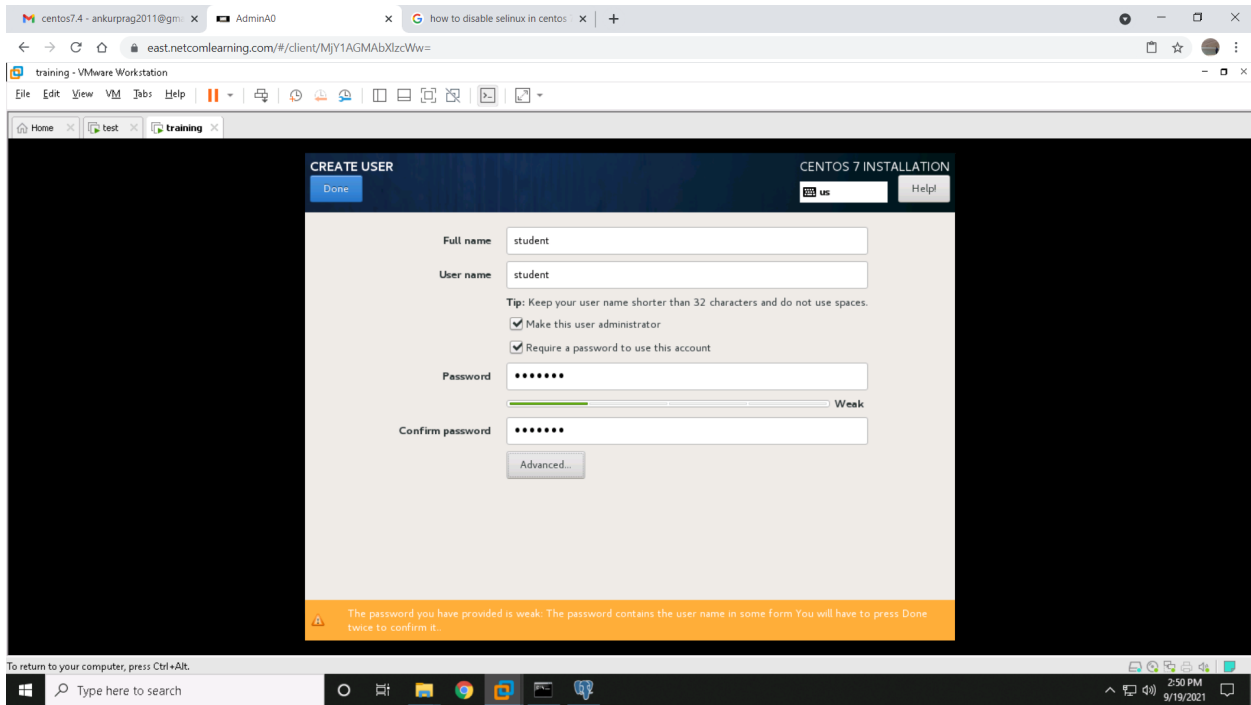 centos7.4 - ankurprag2011@gm
AdminA0
how to disable selinux in centos
east.netcomlearning.com/#/client/MjY1AGMAbXlzcWw=
training - VMware Workstation
File Edit View VM Tabs Help
Home
test
training
CREATE USER
CENTOS 7 INSTALLATION
Done
us
Help!
Full name
student
User name
student
Tip: Keep your user name shorter than 32 characters and do not use spaces.
Make this user administrator
Require a password to use this account
Password
•••••••
Weak
Confirm password
•••••••
Advanced...
The password you have provided is weak: The password contains the user name in some form You will have to press Done
twice to confirm it..
To return to your computer, press Ctrl+Alt.
Type here to search
2:50 PM
9/19/2021